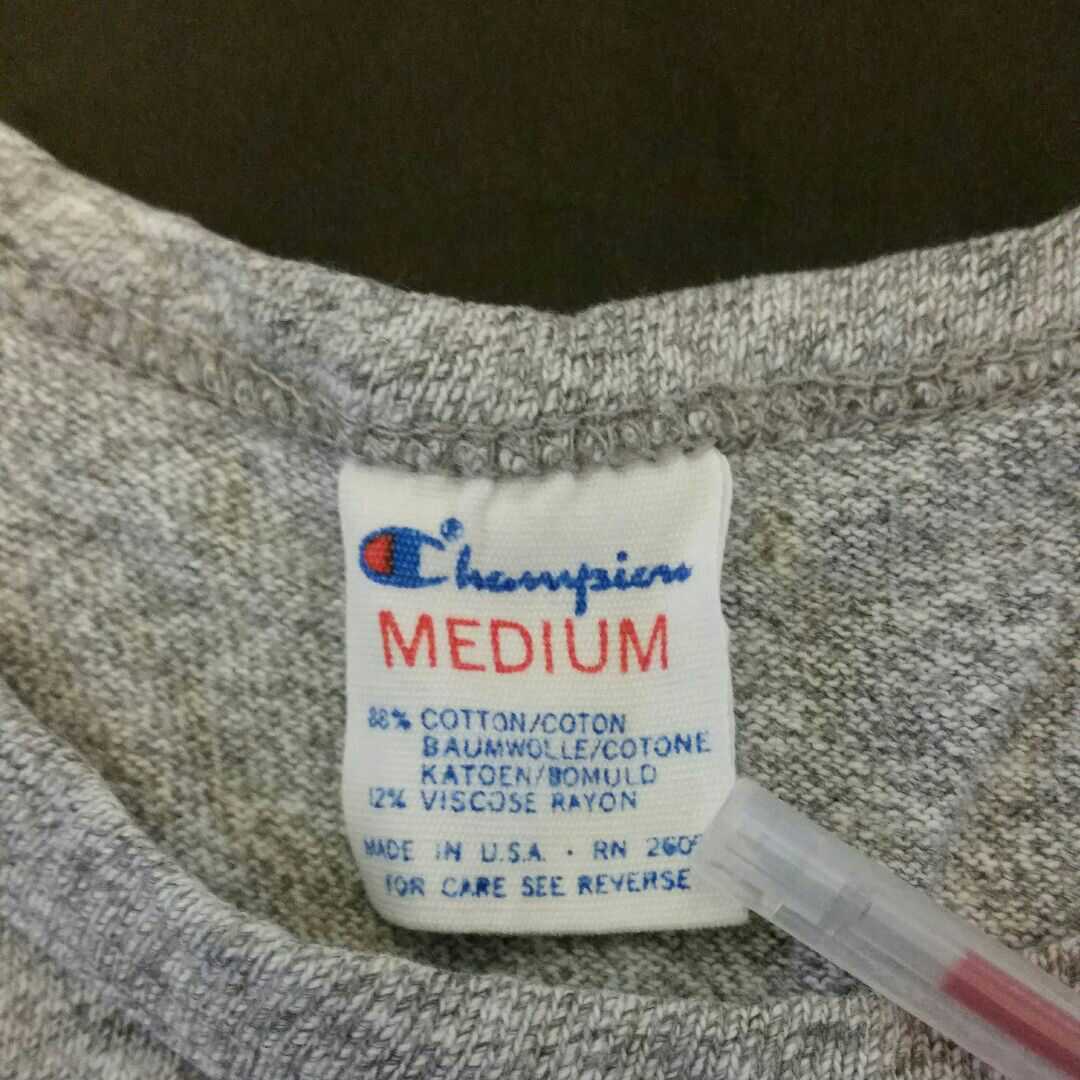 Champion®
MEDIUM
88% COTTON/COTON
BAUMWOLLE/COTONE
KATOEN/BOMULD
12% VISCOSE RAYON
MADE IN U.S.A. · RN
FOR CARE SEE REVERSE